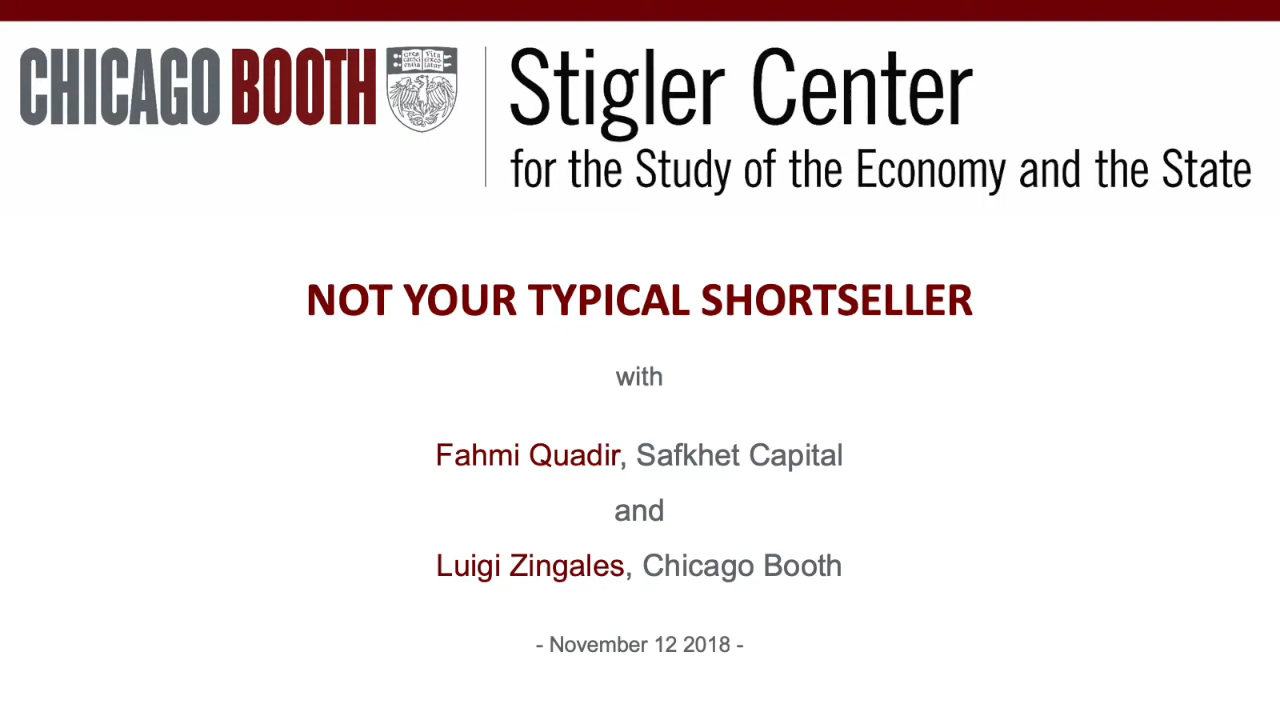 CHICAGO BOOTH
Stigler Center
for the Study of the Economy and the State
NOT YOUR TYPICAL SHORTSELLER
with
Fahmi Quadir, Safkhet Capital
and
Luigi Zingales, Chicago Booth
- November 12 2018 -